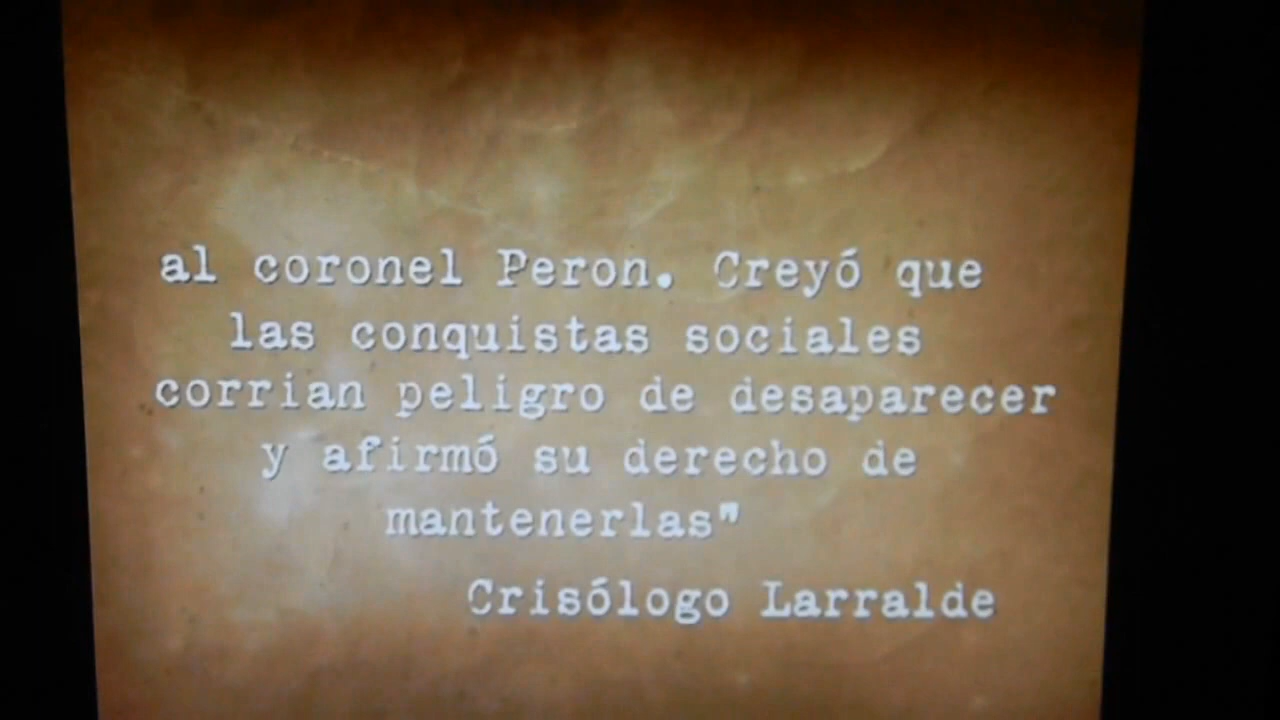 al coronel Peron. Creyó que
las conquistas sociales
corrian peligro de desaparecer
y afirmó su derecho de
mantenerlas"
Crisólogo Larralde